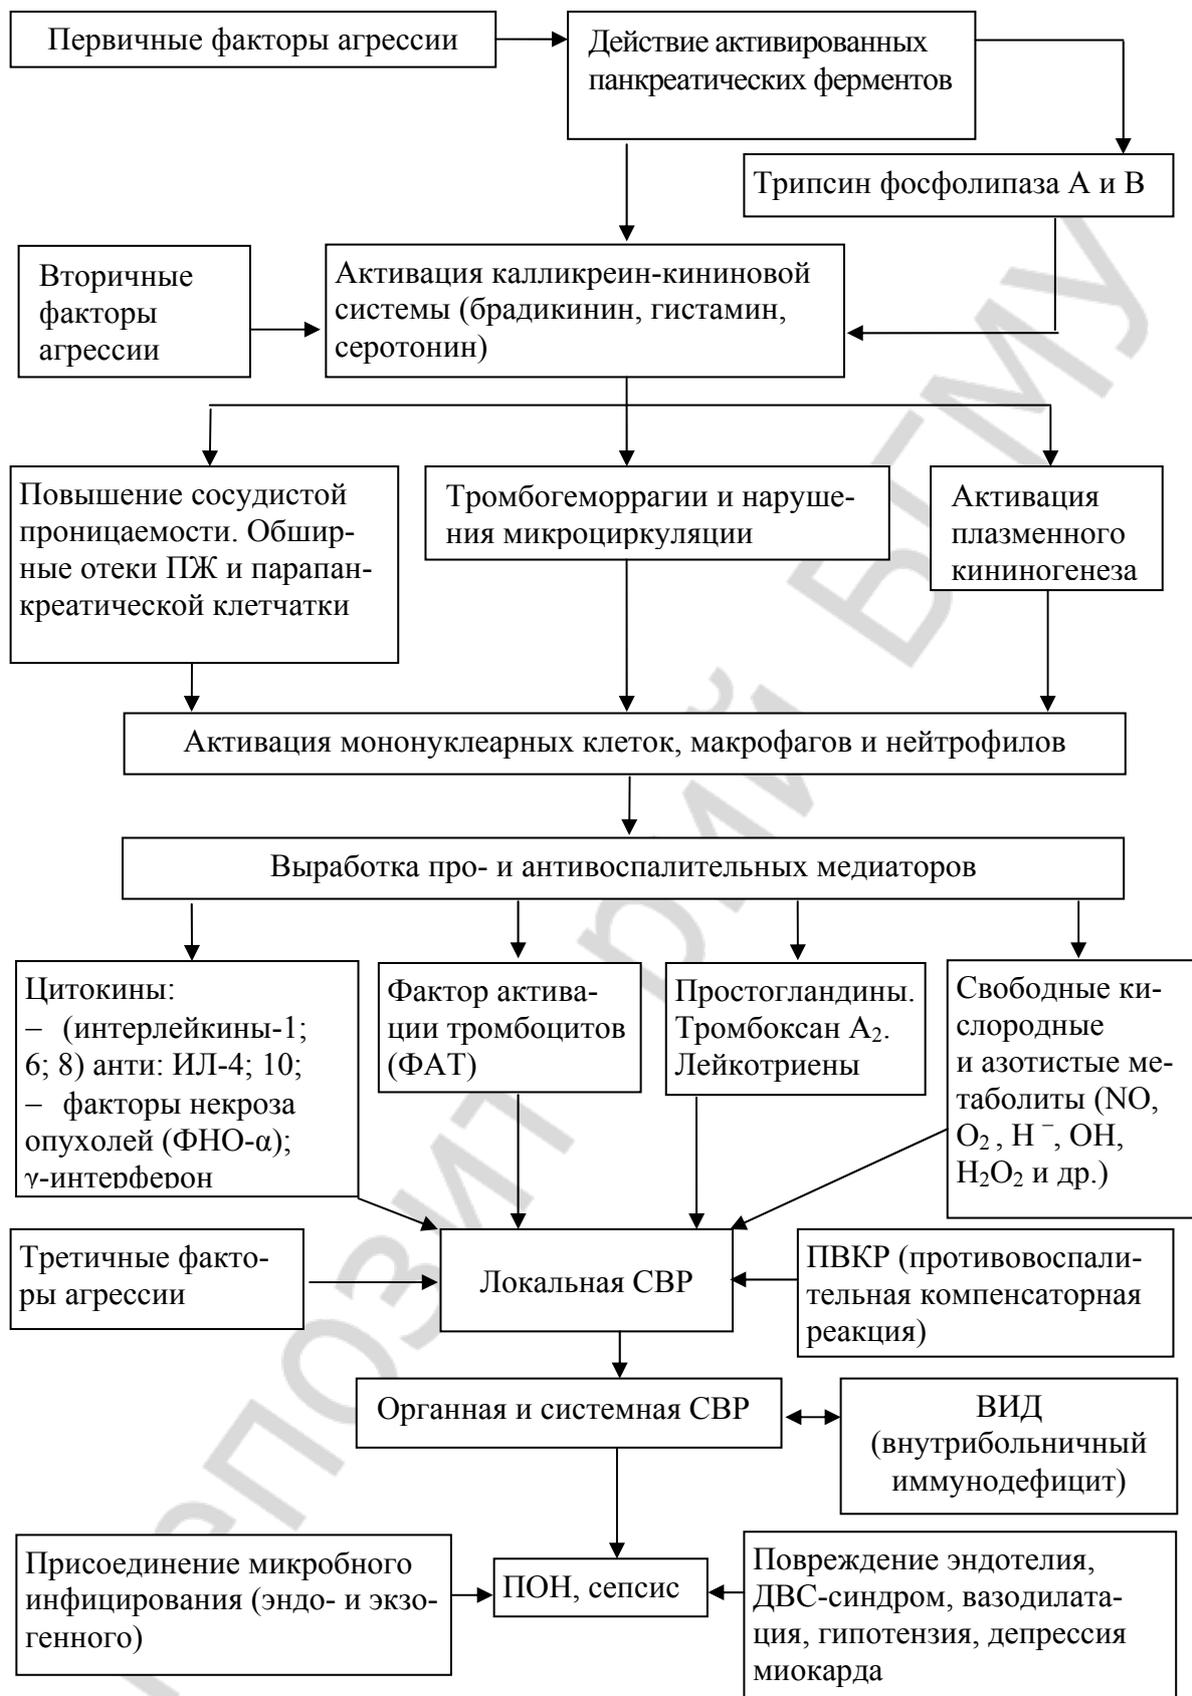 Первичные факторы агрессии
Действие активированных
панкреатических ферментов
Трипсин фосфолипаза А и В
Вторичные
факторы
агрессии
Активация калликреин-кининовой
системы (брадикинин, гистамин,
серотонин)
Повышение сосудистой
проницаемости. Обшир-
ные отеки ПЖ и парапан-
креатической клетчатки
Тромбогеморрагии и наруше-
ния микроциркуляции
Активация
плазменного
кининогенеза
Активация мононуклеарных клеток, макрофагов и нейтрофилов
Выработка про- и антивоспалительных медиаторов
Цитокины:
– (интерлейкины-1;
6; 8) анти: ИЛ-4; 10;
– факторы некроза
опухолей (ФНО-α);
γ-интерферон
Фактор актива-
ции тромбоцитов
(ФАТ)
Простогландины.
Тромбоксан А₂.
Лейкотриены
Свободные ки-
слородные
и азотистые ме-
таболиты (NO,
O₂ , H ⁻, OH,
H₂O₂ и др.)
Третичные факто-
ры агрессии
Локальная СВР
ПВКР (противовоспали-
тельная компенсаторная
реакция)
Органная и системная СВР
ВИД
(внутрибольничный
иммунодефицит)
Присоединение микробного
инфицирования (эндо- и экзо-
генного)
ПОН, сепсис
Повреждение эндотелия,
ДВС-синдром, вазодилата-
ция, гипотензия, депрессия
миокарда
БГМУ